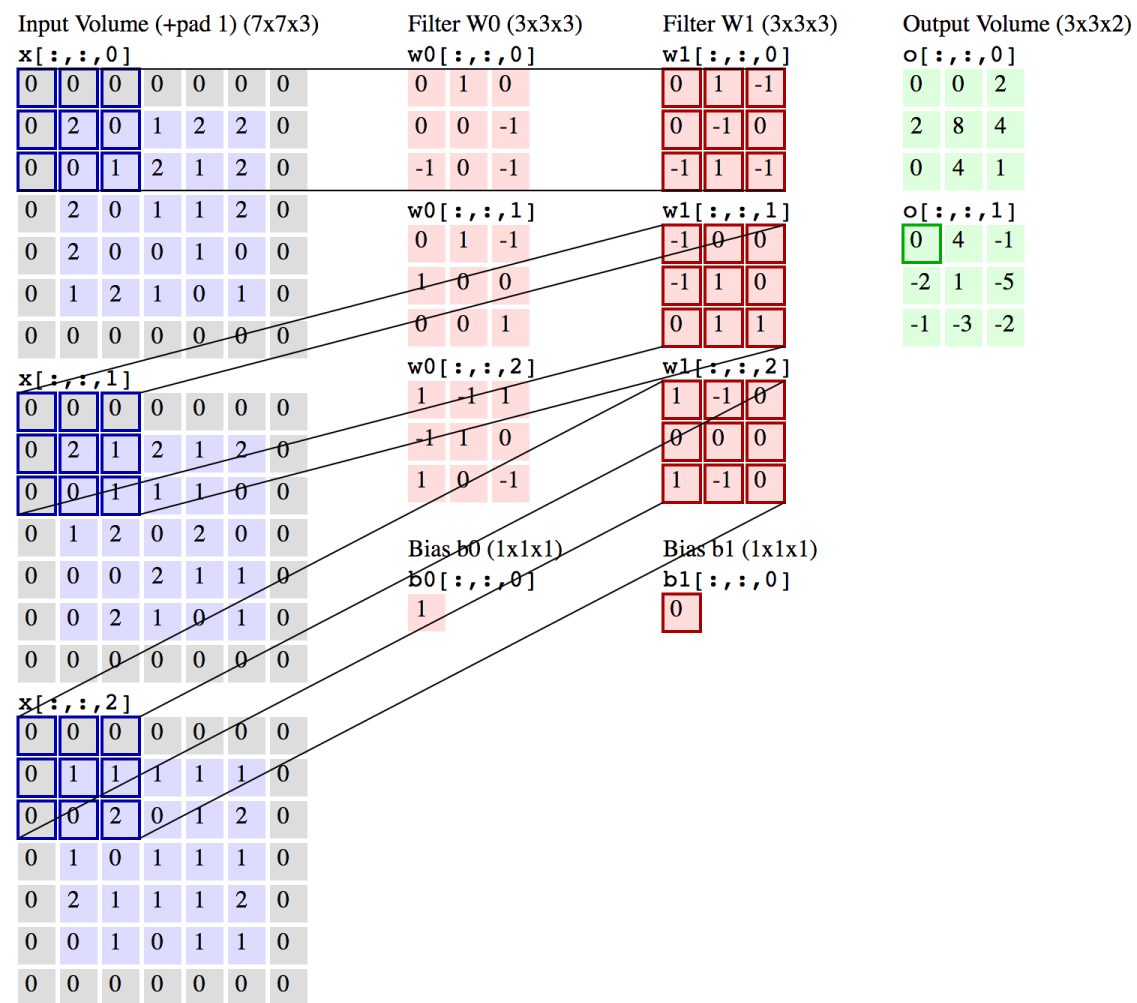 Input Volume (+pad 1) (7x7x3)
x[:,:,0]
0 0 0 0 0 0 0
0 2 0 1 2 2 0
0 0 1 2 1 2 0
0 2 0 1 1 2 0
0 2 0 0 1 0 0
0 1 2 1 0 1 0
0 0 0 0 0 0 0
x[:,:,1]
0 0 0 0 0 0 0
0 2 1 2 1 2 0
0 0 1 1 1 0 0
0 1 2 0 2 0 0
0 0 0 2 1 1 0
0 0 2 1 0 1 0
0 0 0 0 0 0 0
x[:,:,2]
0 0 0 0 0 0 0
0 1 1 1 1 1 0
0 0 2 0 1 2 0
0 1 0 1 1 1 0
0 2 1 1 1 2 0
0 0 1 0 1 1 0
0 0 0 0 0 0 0
Filter W0 (3x3x3)
w0[:,:,0]
0 1 0
0 0 -1
-1 0 -1
w0[:,:,1]
0 1 -1
1 0 0
0 0 1
w0[:,:,2]
1 -1 1
-1 1 0
1 0 -1
Bias b0 (1x1x1)
b0[:,:,0]
1
Filter W1 (3x3x3)
w1[:,:,0]
0 1 -1
0 -1 0
-1 1 -1
w1[:,:,1]
-1 0 0
-1 1 0
0 1 1
w1[:,:,2]
1 -1 0
0 0 0
1 -1 0
Bias b1 (1x1x1)
b1[:,:,0]
0
Output Volume (3x3x2)
o[:,:,0]
0 0 2
2 8 4
0 4 1
o[:,:,1]
0 4 -1
-2 1 -5
-1 -3 -2